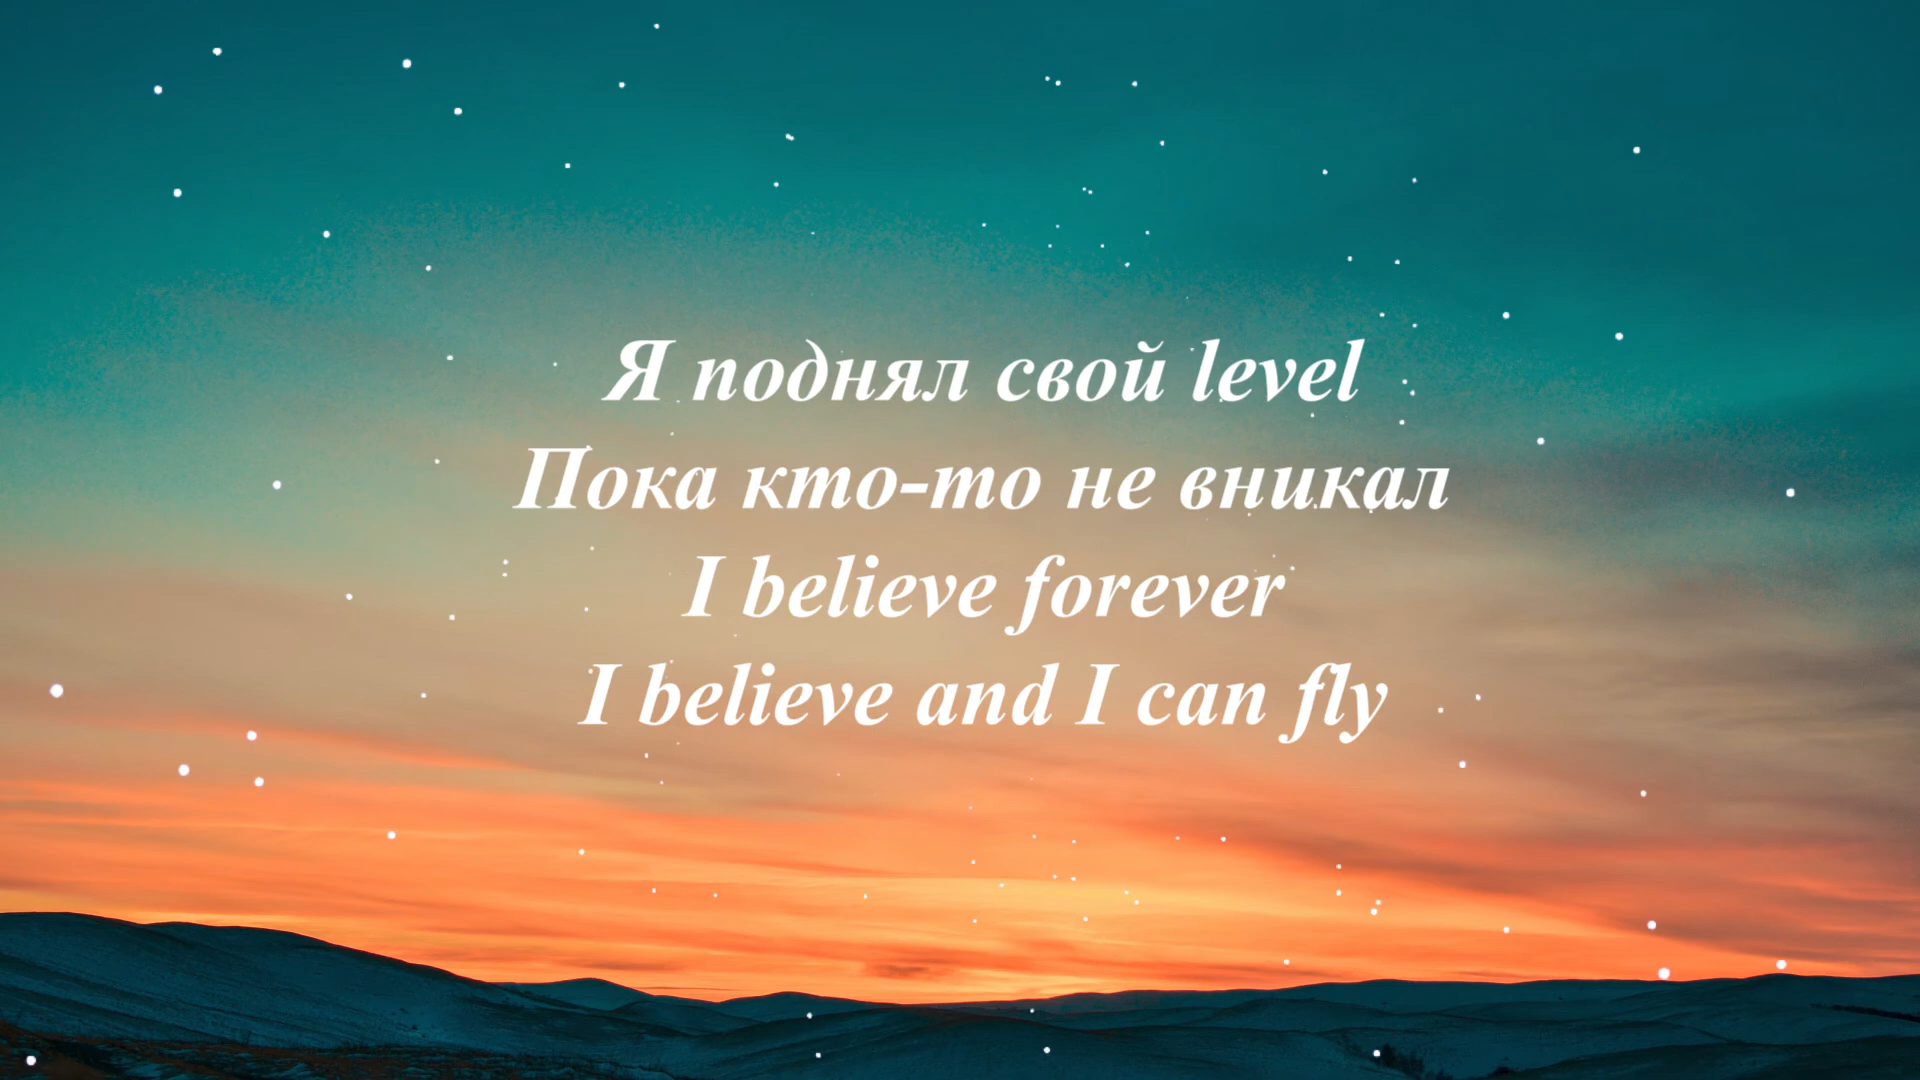 Я поднял свой level
Пока кто-то не вникал
I believe forever
I believe and I can fly